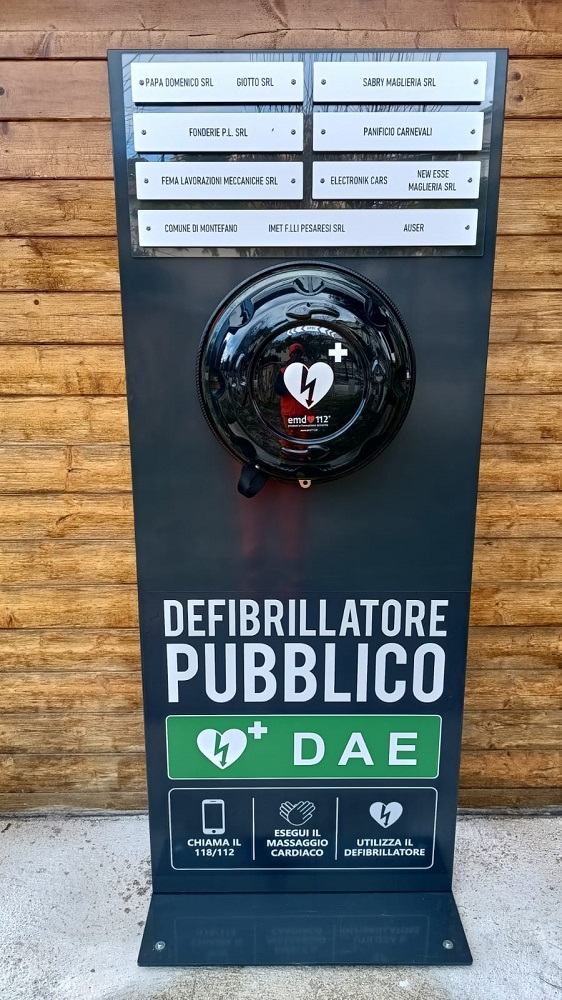 PAPA DOMENICO SRL GIOTTO SRL
SABRY MAGLIERIA SRL
FONDERIE P.L. SRL
PANIFICIO CARNEVALI
FEMA LAVORAZIONI MECCANICHE SRL
ELECTRONIK CARS
NEW ESSE
MAGLIERIA SRL
COMUNE DI MONTEFANO IMET F.LLI PESARESI SRL AUSER
emd 112
DEFIBRILLATORE
PUBBLICO
DAE
CHIAMA IL
118/112
ESEGUI IL
MASSAGGIO
CARDIACO
UTILIZZA IL
DEFIBRILLATORE